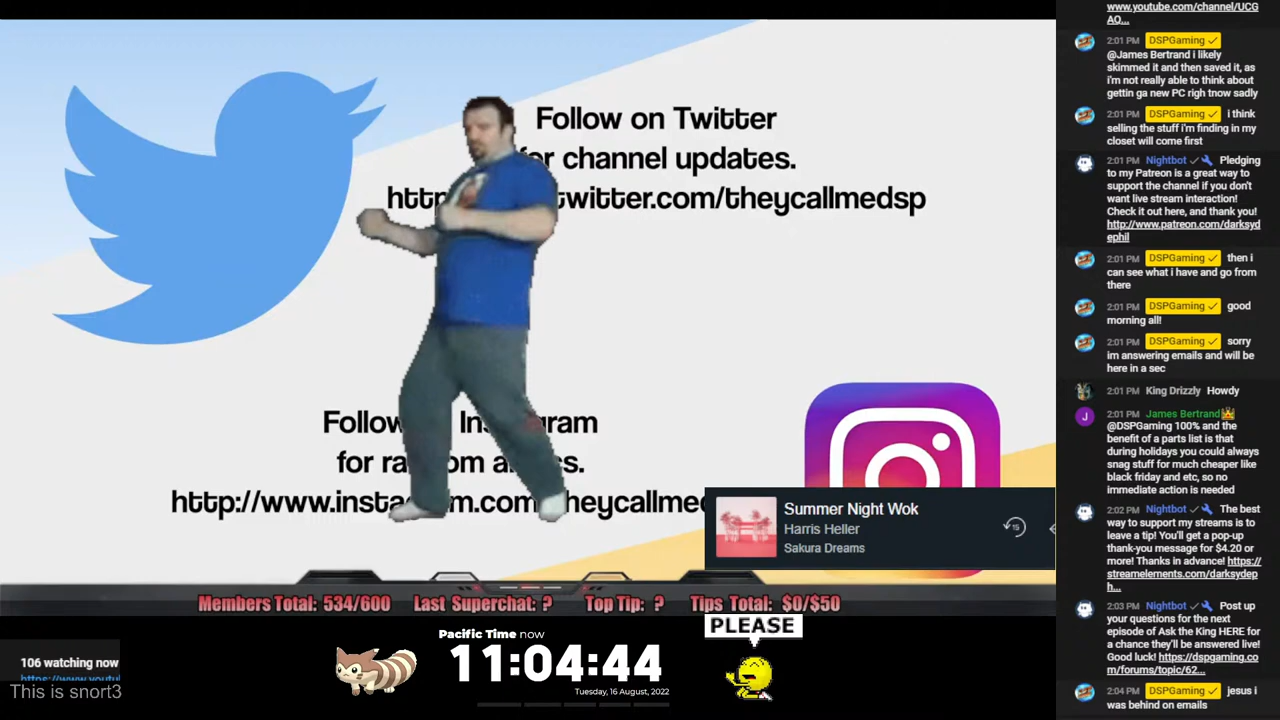 Follow on Twitter
for channel updates.
http twitter.com/theycallmedsp
Follow Instagram
for random s.
http://www.insta m.com theycallmed
Summer Night Wok
Harris Heller
Sakura Dreams
15
Members Total: 534/600 Last Superchat: ? Top Tip: ? Tips Total: $0/$50
PLEASE
Pacific Time now
11:04:44
Tuesday, 16 August, 2022
106 watching now
https://www.youtu
This is snort3
www.youtube.com/channel/UCG
AQ...
2:01 PM DSPGaming ✓
@James Bertrand i likely
skimmed it and then saved it, as
i'm not really able to think about
gettin ga new PC righ tnow sadly
2:01 PM DSPGaming ✓ i think
selling the stuff i'm finding in my
closet will come first
2:01 PM Nightbot ✓ Pledging
to my Patreon is a great way to
support the channel if you don't
want live stream interaction!
Check it out here, and thank you!
http://www.patreon.com/darksyd
ephil
2:01 PM DSPGaming ✓ then i
can see what i have and go from
there
2:01 PM DSPGaming ✓ good
morning all!
2:01 PM DSPGaming ✓ sorry
im answering emails and will be
here in a sec
2:01 PM King Drizzly Howdy
J 2:01 PM James Bertrand
@DSPGaming 100% and the
benefit of a parts list is that
during holidays you could always
snag stuff for much cheaper like
black friday and etc, so no
immediate action is needed
2:02 PM Nightbot ✓ The best
way to support my streams is to
leave a tip! You'll get a pop-up
thank-you message for $4.20 or
more! Thanks in advance! https://
streamelements.com/darksydep
h...
2:03 PM Nightbot ✓ Post up
your questions for the next
episode of Ask the King HERE for
a chance they'll be answered live!
Good luck! https://dspgaming.co
m/forums/topic/62...
2:04 PM DSPGaming ✓ jesus i
was behind on emails